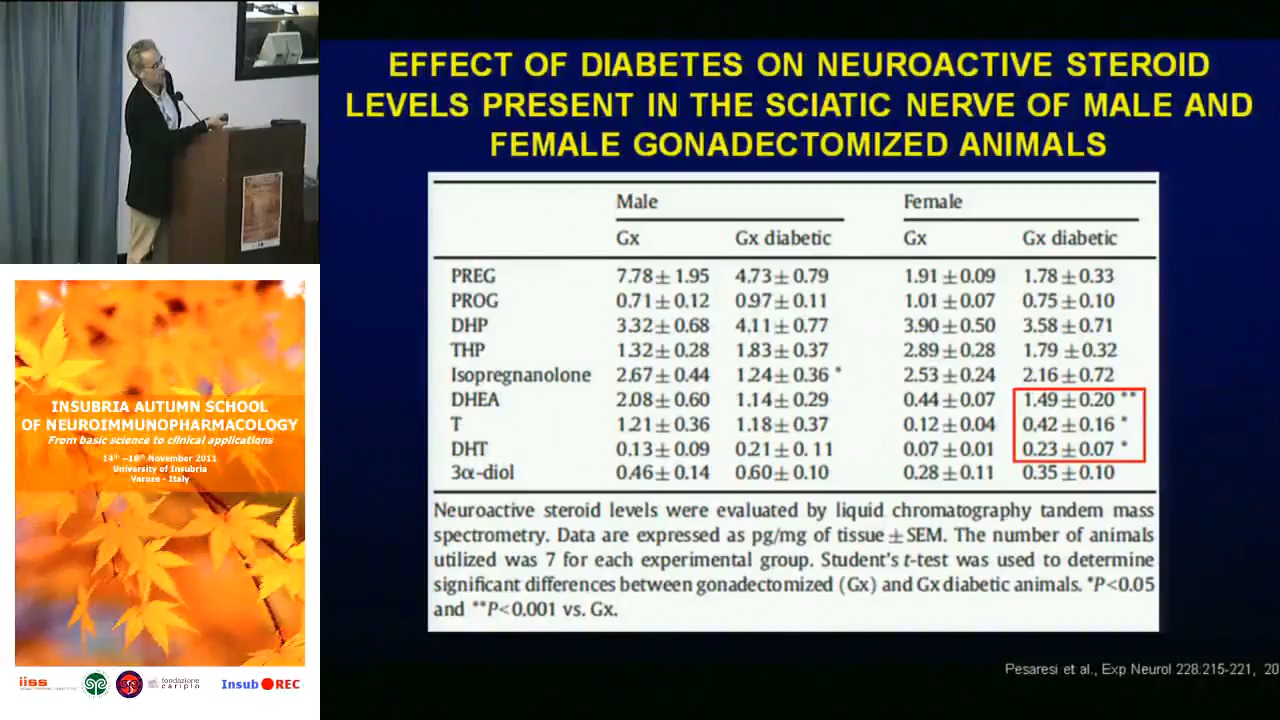 EFFECT OF DIABETES ON NEUROACTIVE STEROID
LEVELS PRESENT IN THE SCIATIC NERVE OF MALE AND
FEMALE GONADECTOMIZED ANIMALS
Male Female
Gx Gx diabetic Gx Gx diabetic
PREG 7.78±1.95 4.73±0.79 1.91±0.09 1.78±0.33
PROG 0.71±0.12 0.97±0.11 1.01±0.07 0.75±0.10
DHP 3.32±0.68 4.11±0.77 3.90±0.50 3.58±0.71
THP 1.32±0.28 1.83±0.37 2.89±0.28 1.79±0.32
Isopregnanolone 2.67±0.44 1.24±0.36 * 2.53±0.24 2.16±0.72
DHEA 2.08±0.60 1.14±0.29 0.44±0.07 1.49±0.20 **
T 1.21±0.36 1.18±0.37 0.12±0.04 0.42±0.16 *
DHT 0.13±0.09 0.21±0.11 0.07±0.01 0.23±0.07 *
3α-diol 0.46±0.14 0.60±0.10 0.28±0.11 0.35±0.10
Neuroactive steroid levels were evaluated by liquid chromatography tandem mass
spectrometry. Data are expressed as pg/mg of tissue±SEM. The number of animals
utilized was 7 for each experimental group. Student's t-test was used to determine
significant differences between gonadectomized (Gx) and Gx diabetic animals. *P<0.05
and **P<0.001 vs. Gx.
Pesaresi et al., Exp Neurol 228:215-221, 20
INSUBRIA AUTUMN SCHOOL
OF NEUROIMMUNOPHARMACOLOGY
From basic science to clinical applications
14th -18th November 2011
University of Insubria
Varese - Italy
iiss
fondazione
cariplo
Insub REC